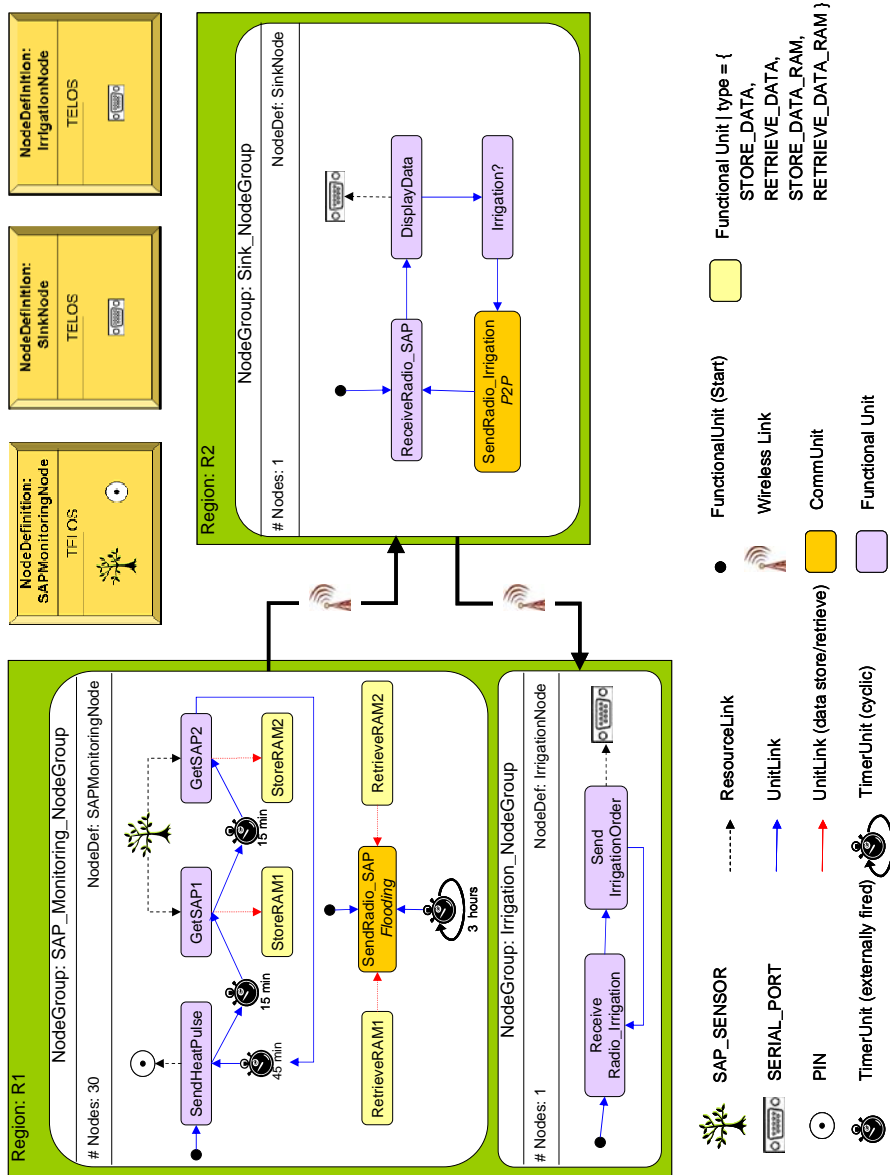 NodeDefinition:
SAPMonitoringNode
TELOS
NodeDefinition:
SinkNode
TELOS
NodeDefinition:
IrrigationNode
TELOS
Region: R1
NodeGroup: SAP_Monitoring_NodeGroup
# Nodes: 30
NodeDef: SAPMonitoringNode
SendHeatPulse
GetSAP1
GetSAP2
45 min
15 min
15 min
StoreRAM1
StoreRAM2
RetrieveRAM1
SendRadio_SAP
Flooding
RetrieveRAM2
3 hours
NodeGroup: Irrigation_NodeGroup
# Nodes: 1
NodeDef: IrrigationNode
Receive
Radio_Irrigation
Send
IrrigationOrder
Region: R2
NodeGroup: Sink_NodeGroup
# Nodes: 1
NodeDef: SinkNode
ReceiveRadio_SAP
DisplayData
SendRadio_Irrigation
P2P
Irrigation?
SAP_SENSOR
SERIAL_PORT
PIN
TimerUnit (externally fired)
ResourceLink
UnitLink
UnitLink (data store/retrieve)
TimerUnit (cyclic)
FunctionalUnit (Start)
Wireless Link
CommUnit
Functional Unit
Functional Unit | type = {
STORE_DATA,
RETRIEVE_DATA,
STORE_DATA_RAM,
RETRIEVE_DATA_RAM }